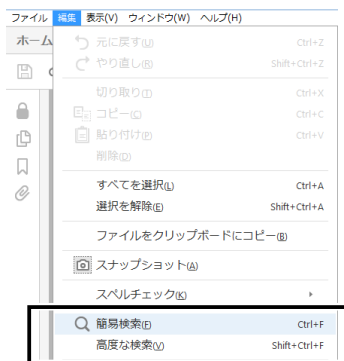 ファイル 編集 表示(V) ウィンドウ(W) ヘルプ(H)
ホーム
元に戻す(U) Ctrl+Z
やり直し(R) Shift+Ctrl+Z
切り取り(T) Ctrl+X
コピー(C) Ctrl+C
貼り付け(P) Ctrl+V
削除(D)
すべてを選択(L) Ctrl+A
選択を解除(E) Shift+Ctrl+A
ファイルをクリップボードにコピー(B)
スナップショット(A)
スペルチェック(K)
簡易検索(F) Ctrl+F
高度な検索(V) Shift+Ctrl+F